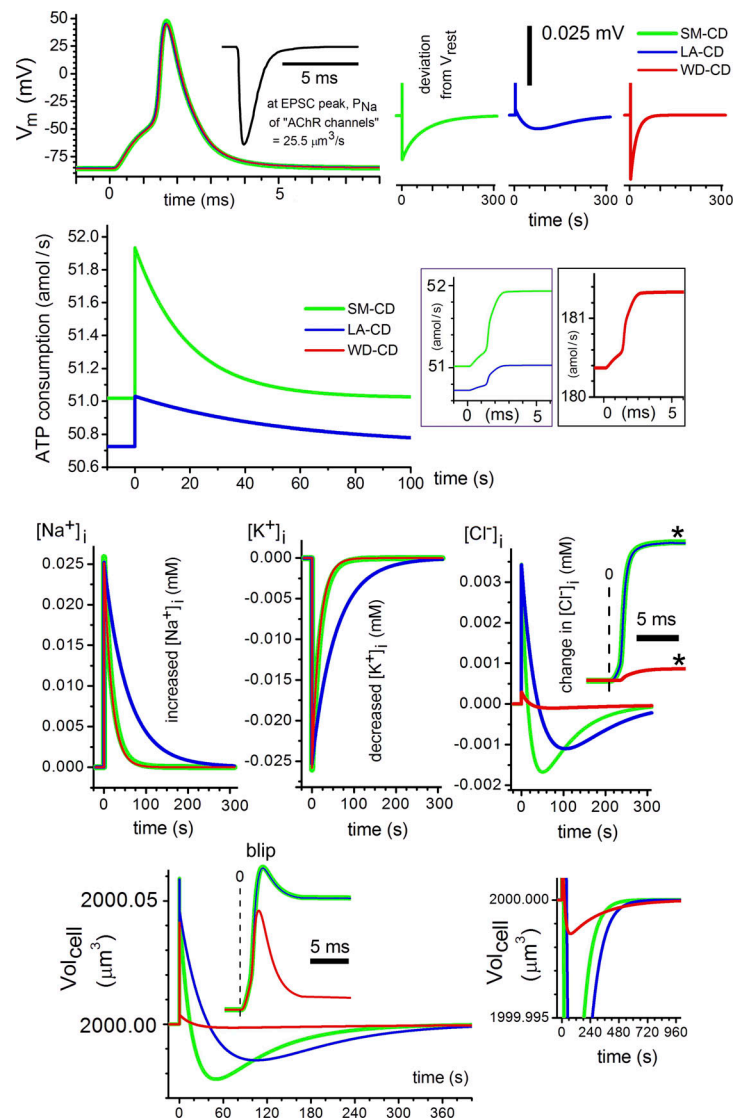 V_m (mV)
50
25
0
-25
-50
-75
0
5
time (ms)
5 ms
at EPSC peak, P_Na
of "AChR channels"
= 25.5 μm³/s
deviation
from V_rest
0.025 mV
SM-CD
LA-CD
WD-CD
0
300
0
300
0
300
time (s)
ATP consumption (amol/s)
52.0
51.8
51.6
51.4
51.2
51.0
50.8
50.6
0
20
40
60
80
100
time (s)
SM-CD
LA-CD
WD-CD
(amol/s)
52
51
0
(ms)
5
(amol/s)
181
180
0
(ms)
5
[Na⁺]i
0.025
0.020
0.015
0.010
0.005
0.000
increased [Na⁺]i (mM)
0
100
200
300
time (s)
[K⁺]i
0.000
-0.005
-0.010
-0.015
-0.020
-0.025
decreased [K⁺]i (mM)
0
100
200
300
time (s)
[Cl⁻]i
0.003
0.002
0.001
0.000
-0.001
-0.002
change in [Cl⁻]i (mM)
0
*
5 ms
*
0
100
200
300
time (s)
blip
Volcell (μm³)
2000.05
2000.00
0
5 ms
time (s)
0
60
120
180
240
300
360
400
time (s)
Volcell (μm³)
2000.000
1999.995
0
240
480
720
960
time (s)